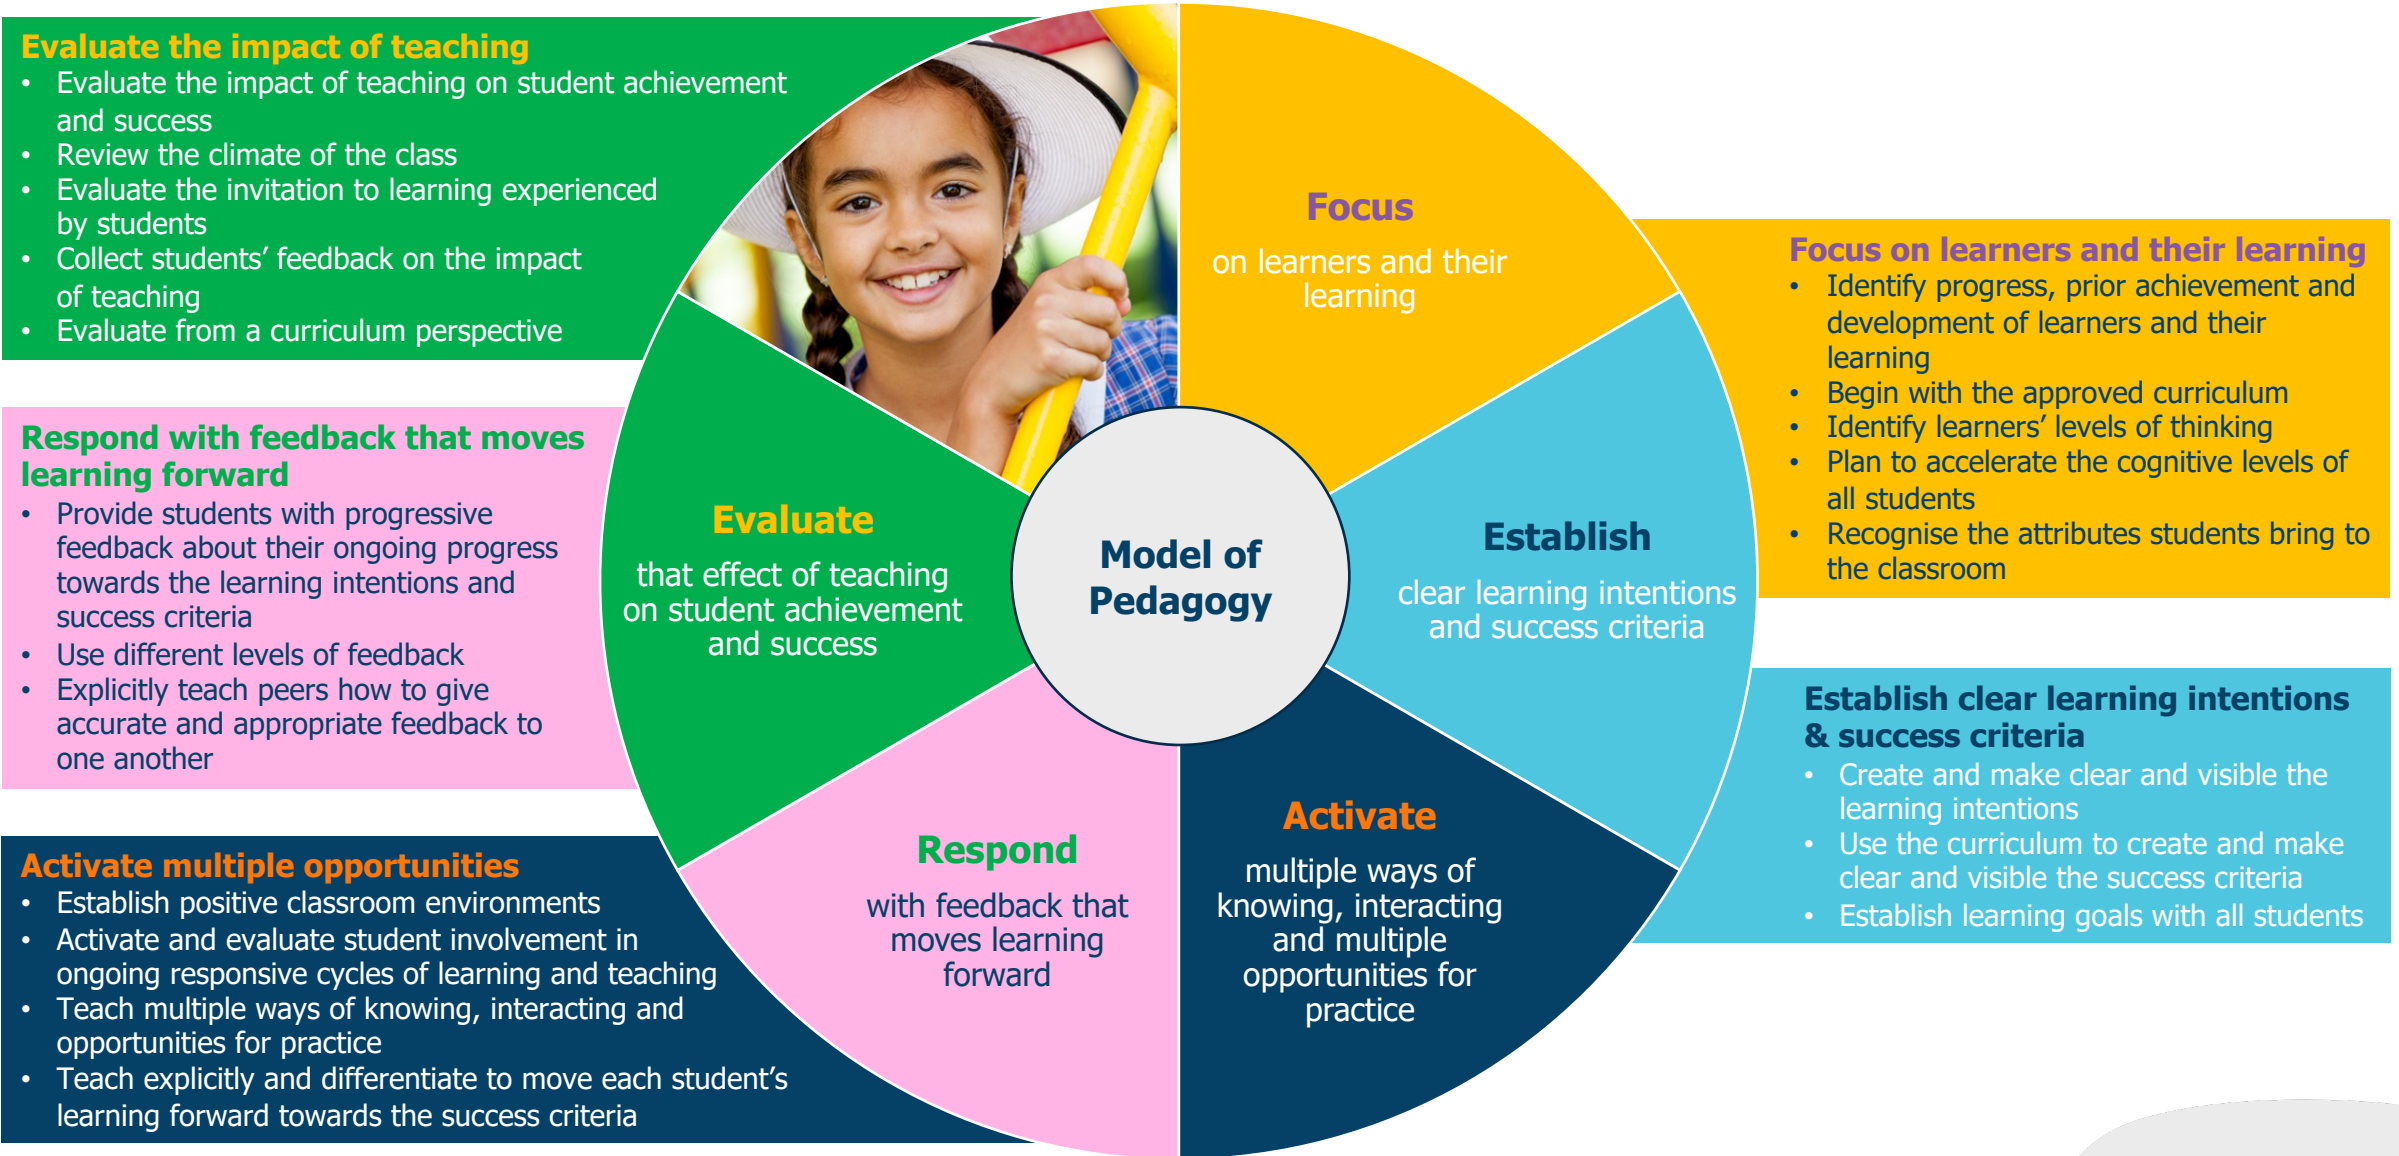 Evaluate the impact of teaching
• Evaluate the impact of teaching on student achievement
and success
• Review the climate of the class
• Evaluate the invitation to learning experienced
by students
• Collect students’ feedback on the impact
of teaching
• Evaluate from a curriculum perspective
Respond with feedback that moves
learning forward
• Provide students with progressive
feedback about their ongoing progress
towards the learning intentions and
success criteria
• Use different levels of feedback
• Explicitly teach peers how to give
accurate and appropriate feedback to
one another
Activate multiple opportunities
• Establish positive classroom environments
• Activate and evaluate student involvement in
ongoing responsive cycles of learning and teaching
• Teach multiple ways of knowing, interacting and
opportunities for practice
• Teach explicitly and differentiate to move each student’s
learning forward towards the success criteria
Focus
on learners and their
learning
Establish
clear learning intentions
and success criteria
Activate
multiple ways of
knowing, interacting
and multiple
opportunities for
practice
Respond
with feedback that
moves learning
forward
Evaluate
that effect of teaching
on student achievement
and success
Model of
Pedagogy
Focus on learners and their learning
• Identify progress, prior achievement and
development of learners and their
learning
• Begin with the approved curriculum
• Identify learners’ levels of thinking
• Plan to accelerate the cognitive levels of
all students
• Recognise the attributes students bring to
the classroom
Establish clear learning intentions
& success criteria
• Create and make clear and visible the
learning intentions
• Use the curriculum to create and make
clear and visible the success criteria
• Establish learning goals with all students